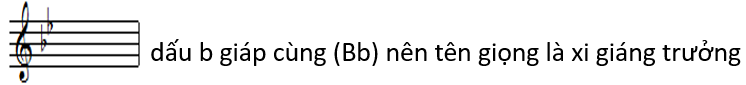 dấu b giáp cùng (Bb) nên tên giọng là xi giáng trưởng